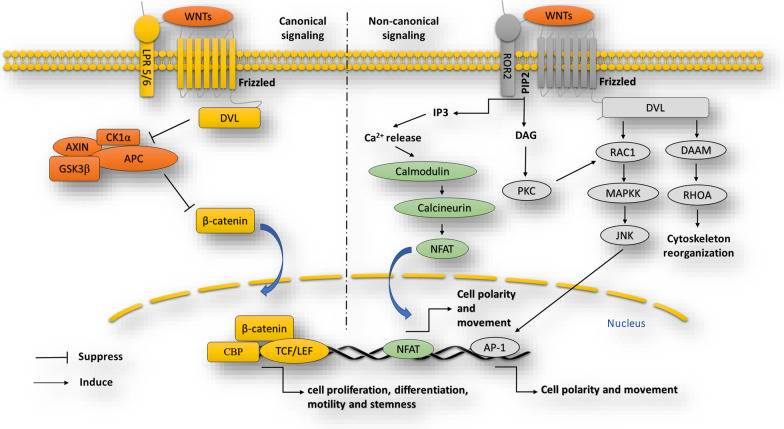 WNTS
Canonical
signaling
Non-canonical
signaling
WNTs
LPR 5/6
Frizzled
ROR2
PIP2
Frizzled
DVL
DVL
IP3
Ca²⁺ release
DAG
CK1α
AXIN
APC
GSK3β
RAC1
DAAM
Calmodulin
PKC
MAPKK
RHOA
Calcineurin
β-catenin
NFAT
JNK
Cytoskeleton
reorganization
Cell polarity
and
movement
Nucleus
β-catenin
CBP
TCF/LEF
NFAT
AP-1
Suppress
Induce
cell proliferation, differentiation,
motility and stemness
Cell polarity and movement